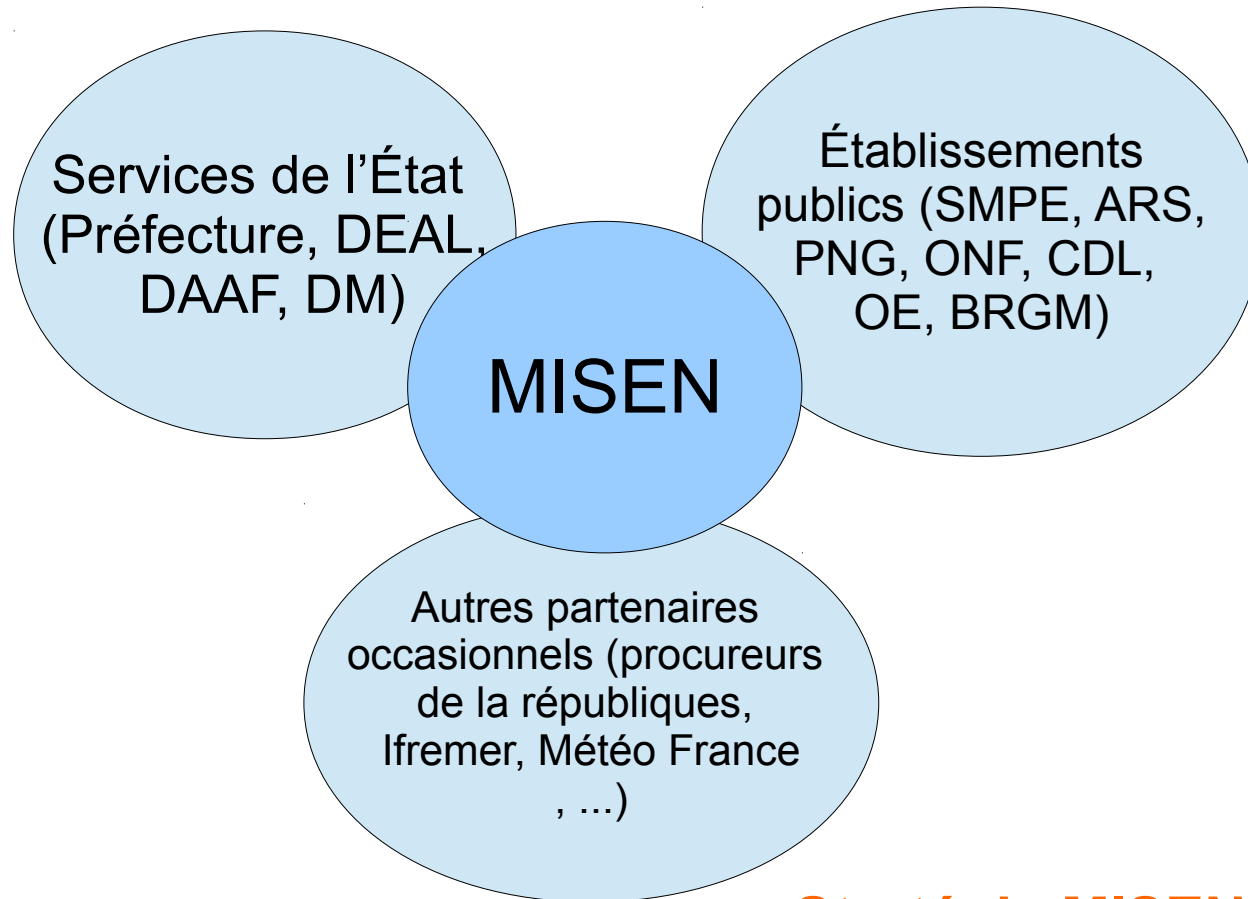 Services de l'État
(Préfecture, DEAL,
DAAF, DM)
Établissements
publics (SMPE, ARS,
PNG, ONF, CDL,
OE, BRGM)
MISEN
Autres partenaires
occasionnels (procureurs
de la républiques,
Ifremer, Météo France
, ...)